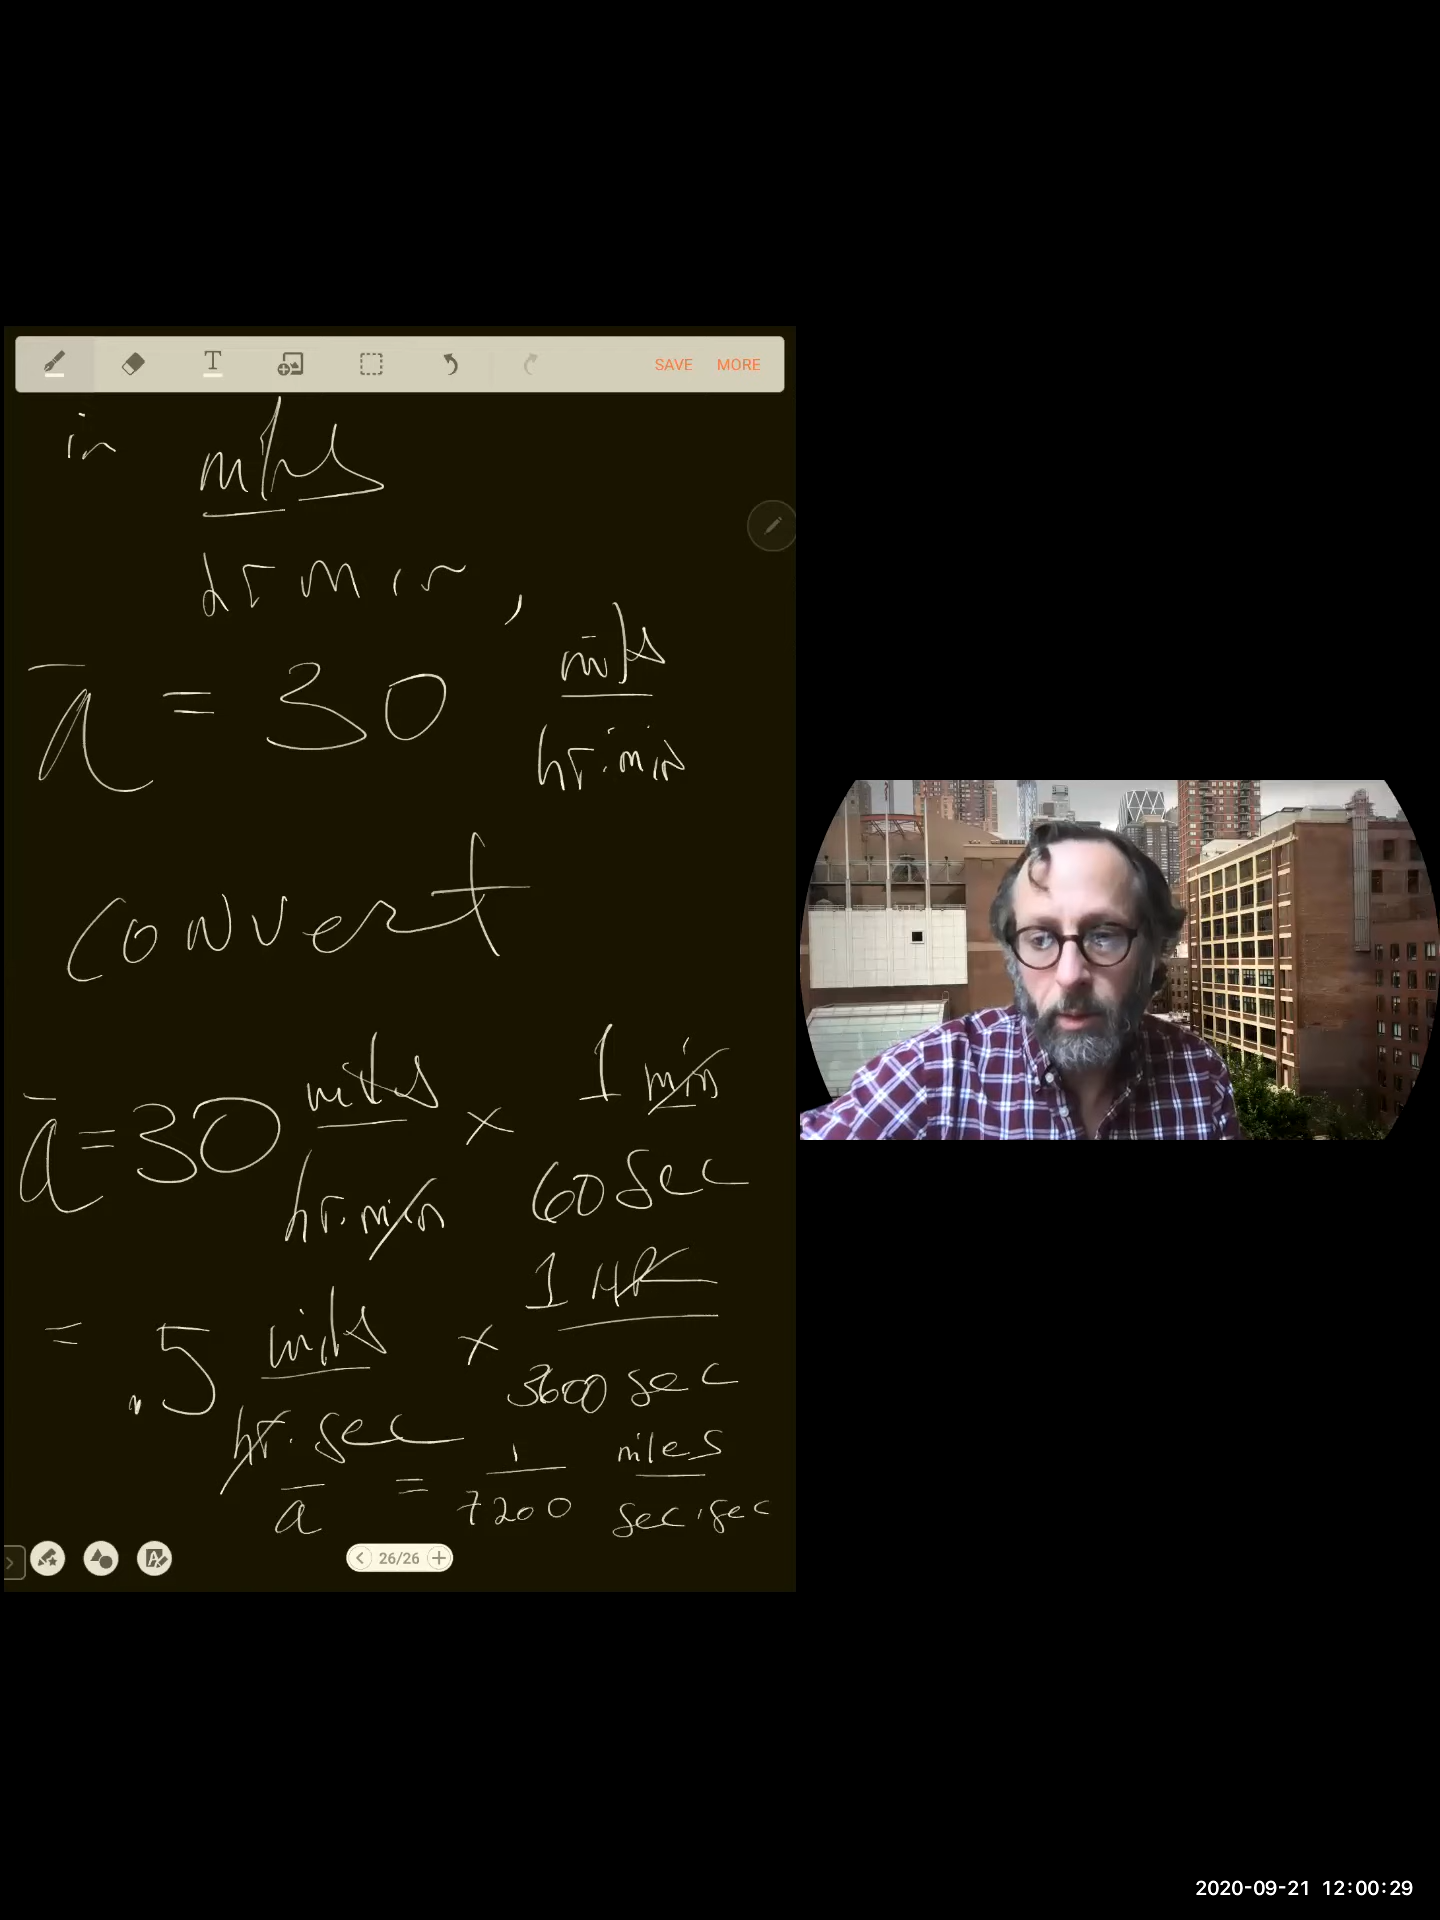 T SAVE MORE
in miles
hr min,
a = 30 miles
hr·min
convert
a = 30 miles × 1 min
hr·min 60 sec
= .5 miles × 1 HR
hr·sec 3600 sec
a = 1 miles
7200 sec·sec
26/26
2020-09-21 12:00:29